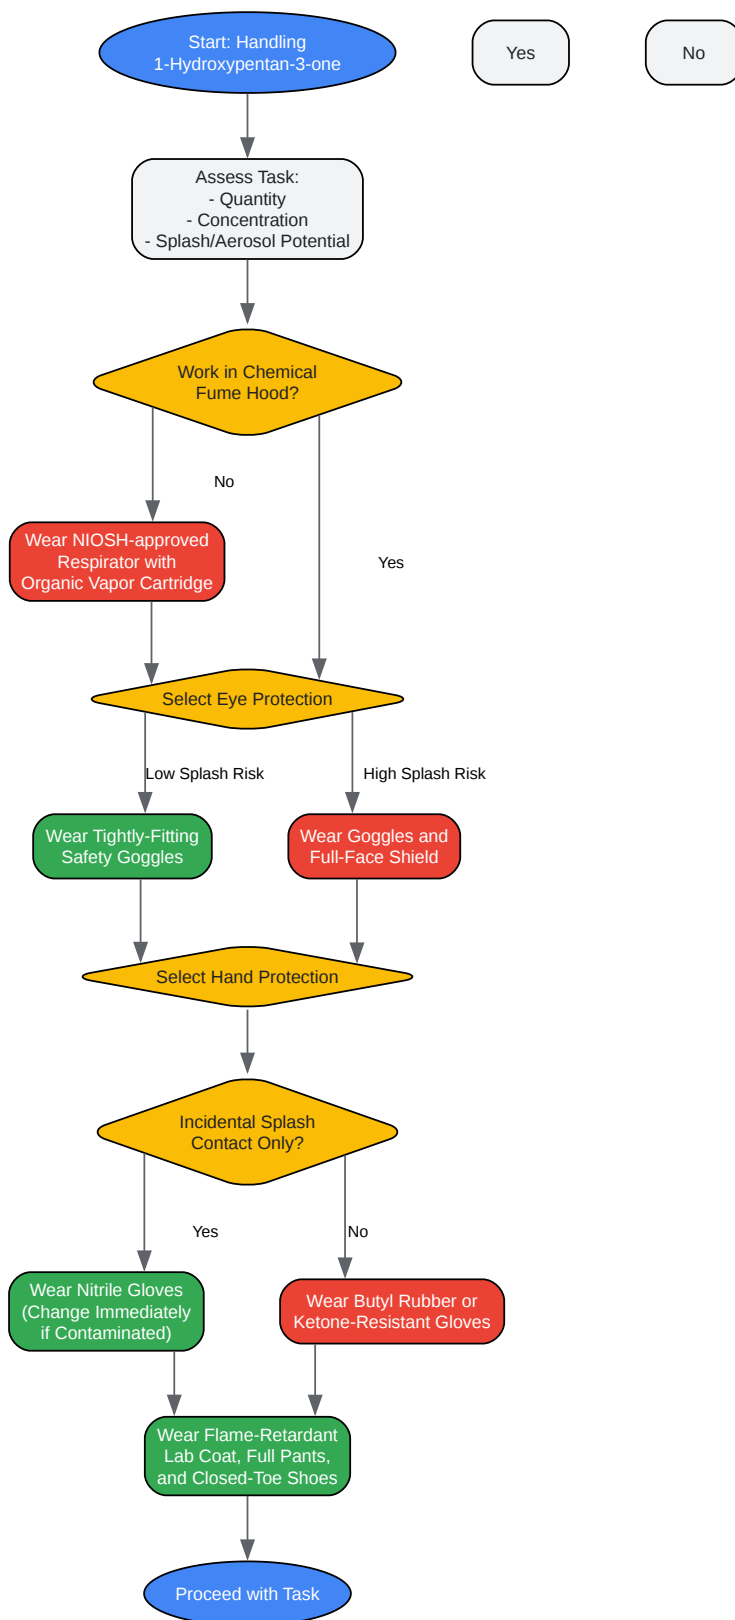 Start: Handling
1-Hydroxypentan-3-one
Yes
No
Assess Task:
- Quantity
- Concentration
- Splash/Aerosol Potential
Work in Chemical
Fume Hood?
No
Wear NIOSH-approved
Respirator with
Organic Vapor Cartridge
Yes
Select Eye Protection
Low Splash Risk
High Splash Risk
Wear Tightly-Fitting
Safety Goggles
Wear Goggles and
Full-Face Shield
Select Hand Protection
Incidental Splash
Contact Only?
Yes
No
Wear Nitrile Gloves
(Change Immediately
if Contaminated)
Wear Butyl Rubber or
Ketone-Resistant Gloves
Wear Flame-Retardant
Lab Coat, Full Pants,
and Closed-Toe Shoes
Proceed with Task